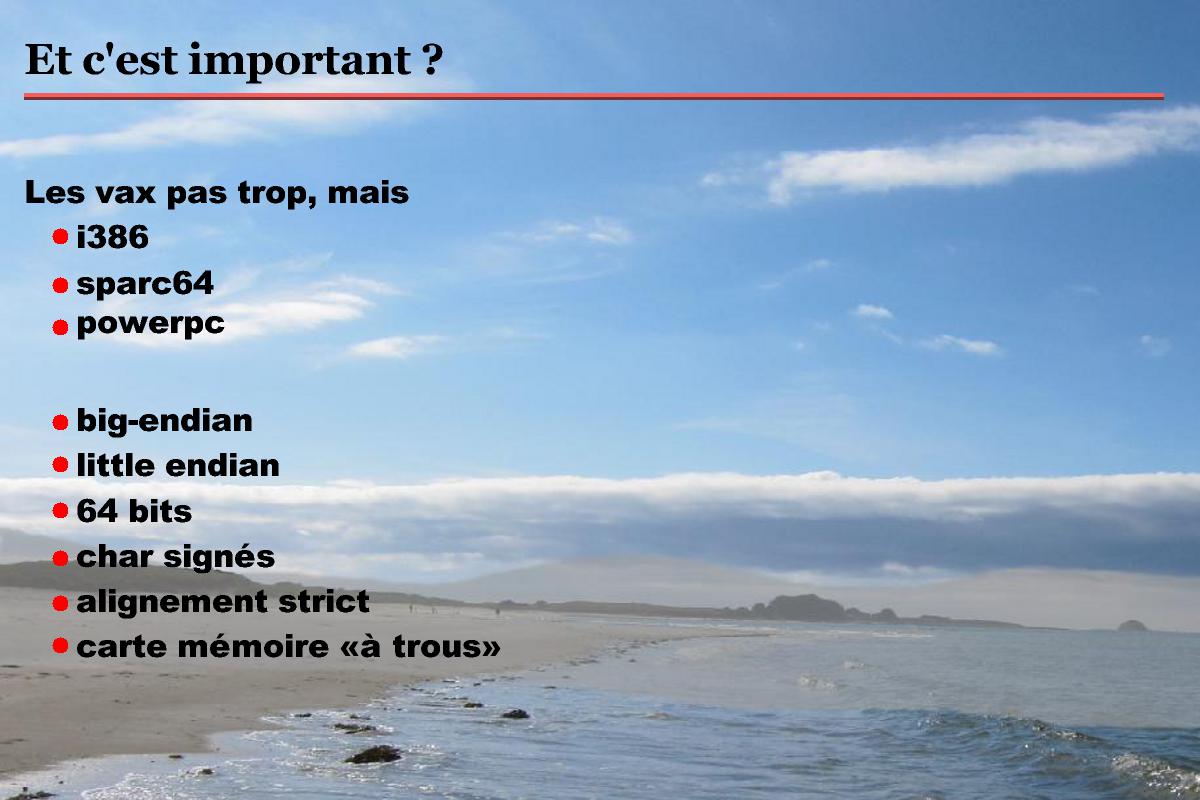 Et c'est important ?
Les vax pas trop, mais
i386
sparc64
powerpc
big-endian
little endian
64 bits
char signés
alignement strict
carte mémoire «à trous»